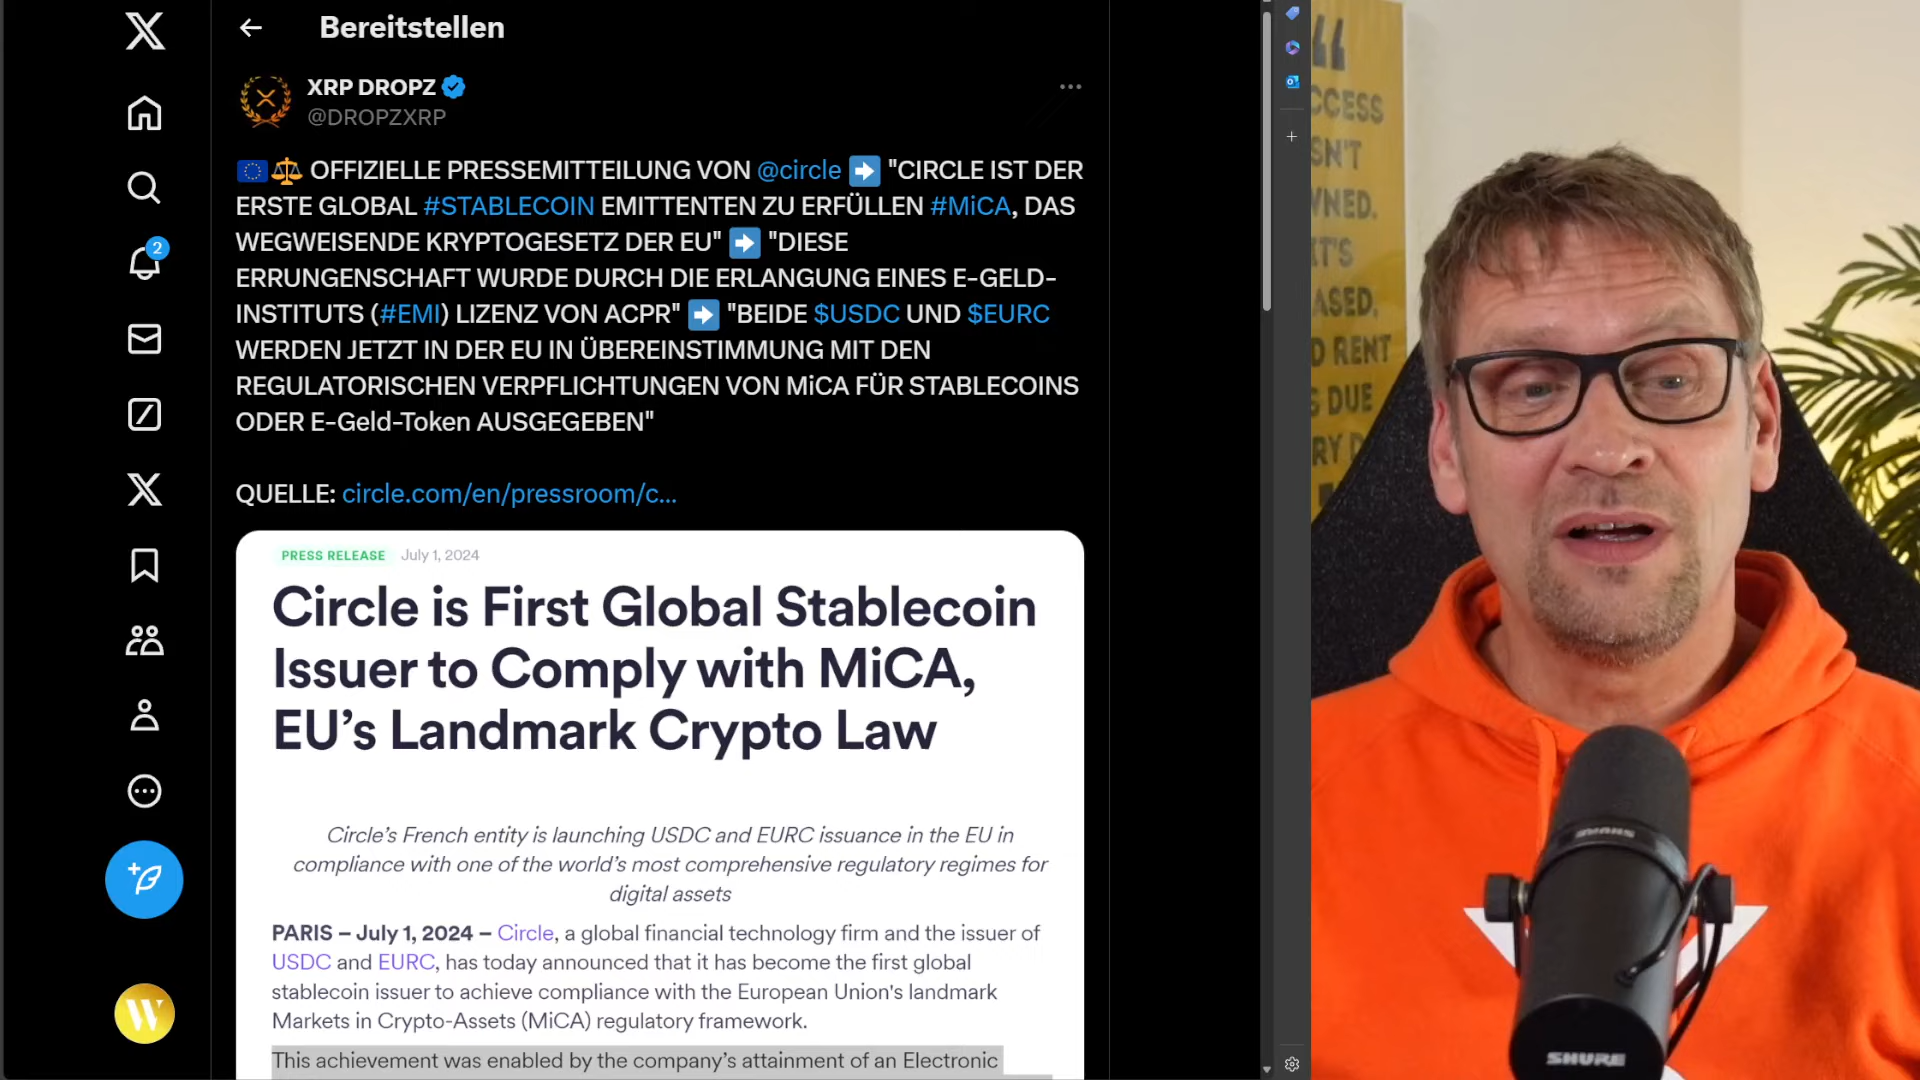 Bereitstellen
XRP DROPZ
@DROPZXRP
OFFIZIELLE PRESSEMITTEILUNG VON @circle ➡️ "CIRCLE IST DER
ERSTE GLOBAL #STABLECOIN EMITTENTEN ZU ERFÜLLEN #MiCA, DAS
WEGWEISENDE KRYPTOGESETZ DER EU" ➡️ "DIESE
ERRUNGENSCHAFT WURDE DURCH DIE ERLANGUNG EINES E-GELD-
INSTITUTS (#EMI) LIZENZ VON ACPR" ➡️ "BEIDE $USDC UND $EURC
WERDEN JETZT IN DER EU IN ÜBEREINSTIMMUNG MIT DEN
REGULATORISCHEN VERPFLICHTUNGEN VON MiCA FÜR STABLECOINS
ODER E-Geld-Token AUSGEGEBEN"
QUELLE: circle.com/en/pressroom/c...
PRESS RELEASE July 1, 2024
Circle is First Global Stablecoin
Issuer to Comply with MiCA,
EU’s Landmark Crypto Law
Circle’s French entity is launching USDC and EURC issuance in the EU in
compliance with one of the world’s most comprehensive regulatory regimes for
digital assets
PARIS – July 1, 2024 – Circle, a global financial technology firm and the issuer of
USDC and EURC, has today announced that it has become the first global
stablecoin issuer to achieve compliance with the European Union's landmark
Markets in Crypto-Assets (MiCA) regulatory framework.
This achievement was enabled by the company’s attainment of an Electronic
2
W
RENT
DUE
SHURE
SHURE